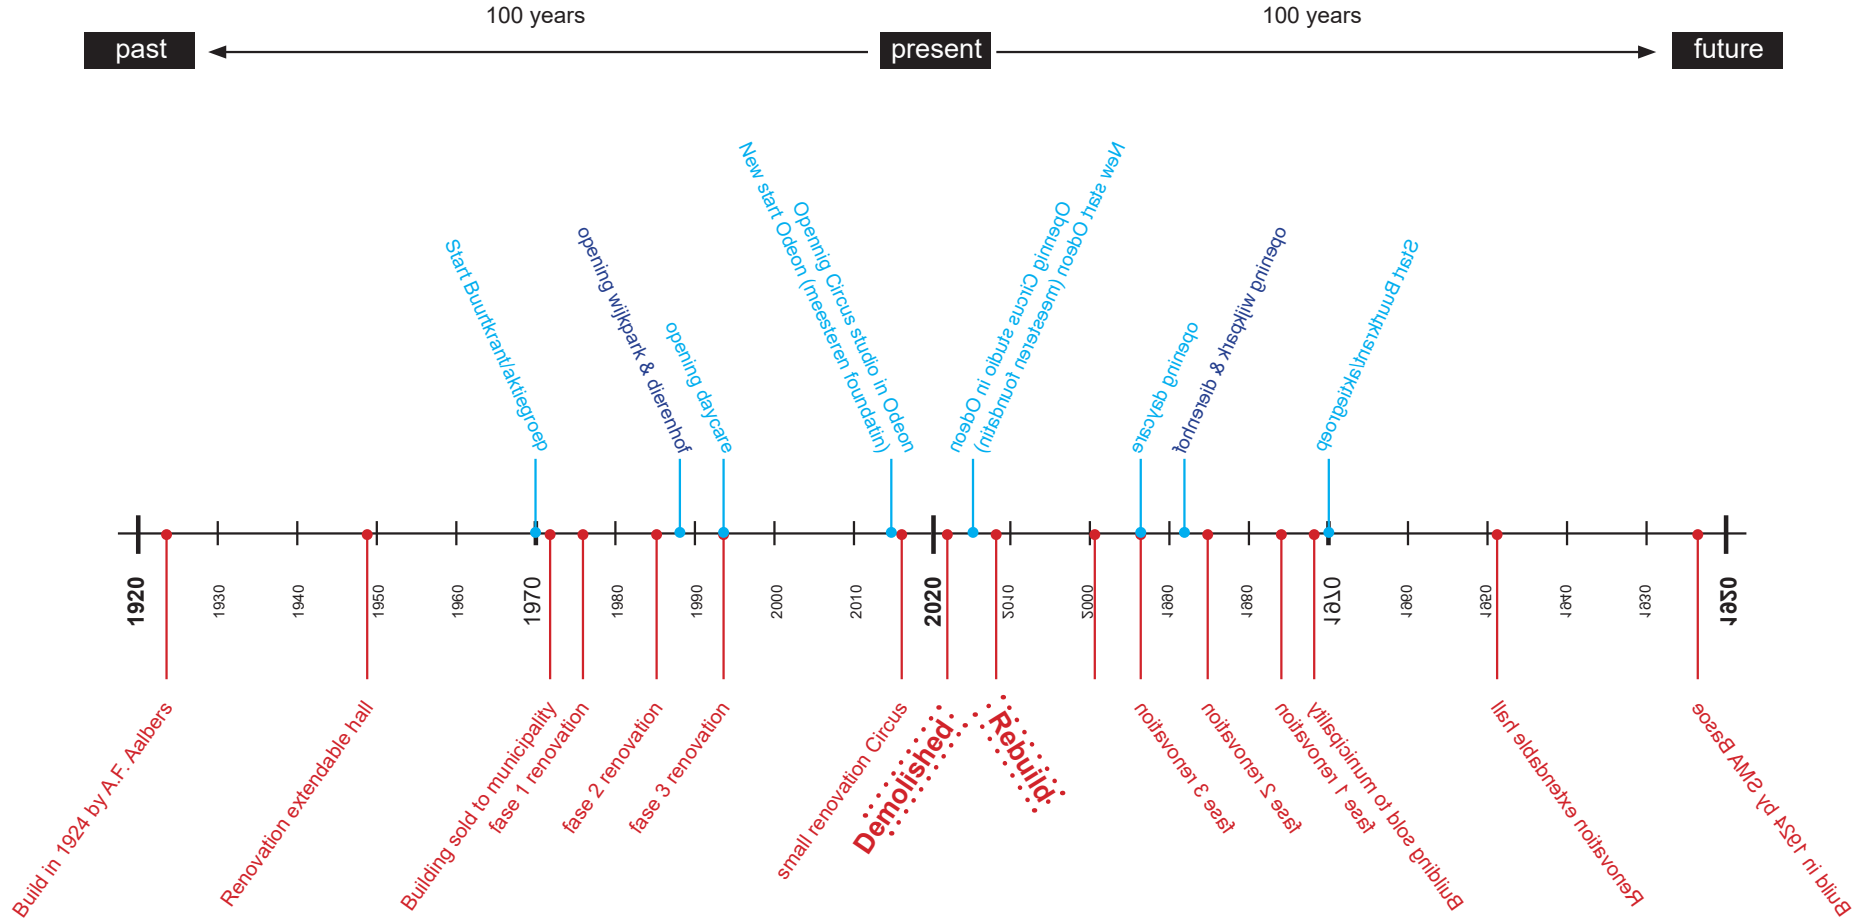 100 years
100 years
past
present
future
New start Odeon (meesteren foundatin)
Opennig Circus studio in Odeon
Opennig Circus studio in Odeon
New start Odeon (meesteren foundatin)
Start Buurtkrant/aktiegroep
opening wijkpark & dierenhof
opening daycare
opening daycare
opening wijkpark & dierenhof
Start Buurtkrant/aktiegroep
1920
1930
1940
1950
1960
1970
1980
1990
2000
2010
2020
2010
2000
1990
1980
1970
1960
1950
1940
1930
1920
Build in 1924 by A.F. Aalbers
Renovation extendable hall
Building sold to municipality
fase 1 renovation
fase 2 renovation
fase 3 renovation
small renovation Circus
Demolished
Rebuild
fase 3 renovation
fase 2 renovation
fase 1 renovation
Building sold to municipality
Renovation extendable hall
Build in 1924 by SMA Basoe